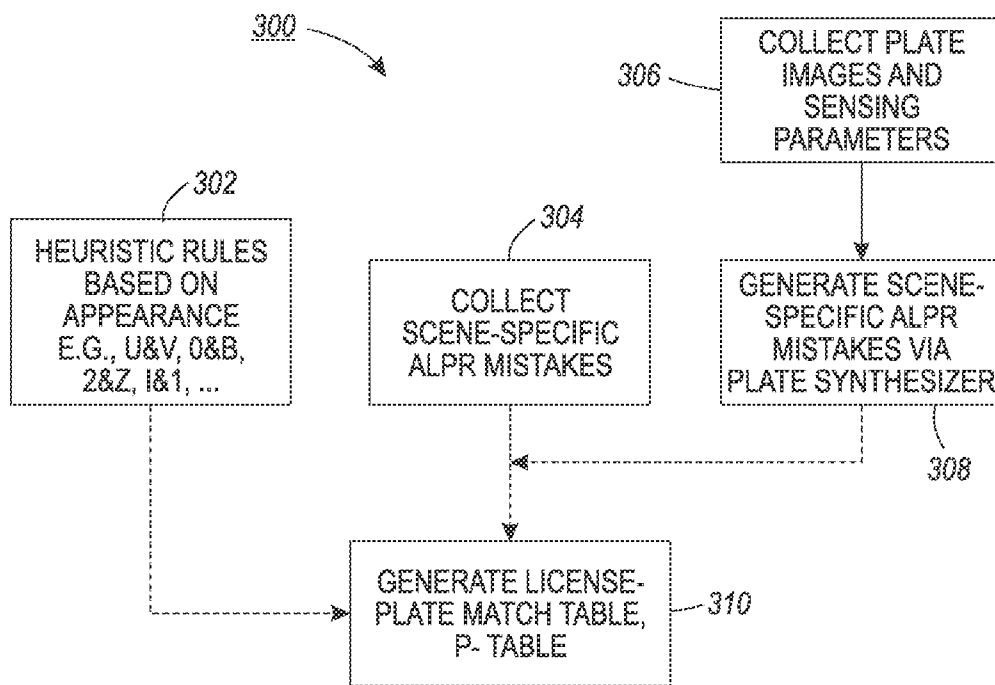 300
306
COLLECT PLATE
IMAGES AND
SENSING
PARAMETERS
302
HEURISTIC RULES
BASED ON
APPEARANCE
E.G., U&V, 0&B,
2&Z, I&1, ...
304
COLLECT
SCENE-SPECIFIC
ALPR MISTAKES
GENERATE SCENE-
SPECIFIC ALPR
MISTAKES VIA
PLATE SYNTHESIZER
308
GENERATE LICENSE-
PLATE MATCH TABLE,
P- TABLE
310